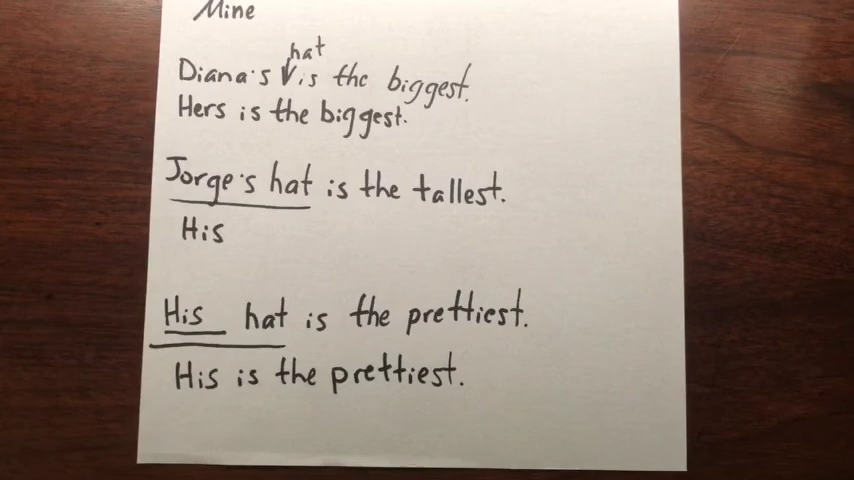 Mine
hat
Diana's is the biggest.
Hers is the biggest.
Jorge's hat is the tallest.
His
His hat is the prettiest.
His is the prettiest.